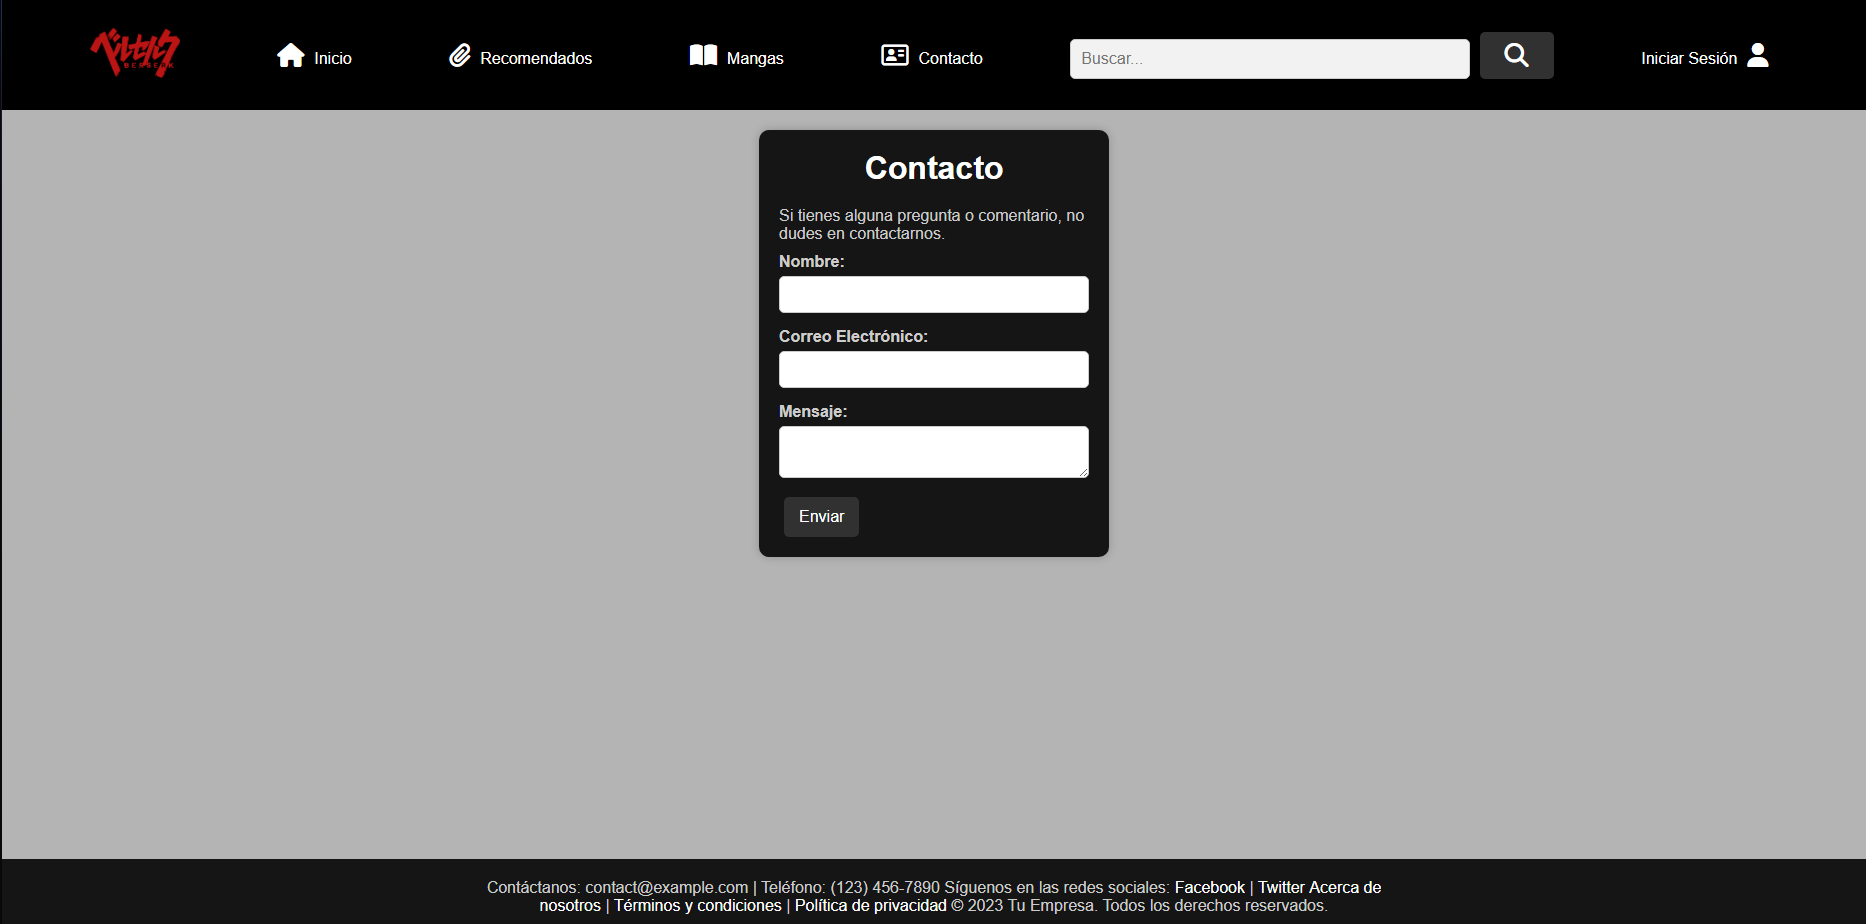 ベルセルク
BERSERK
Inicio
Recomendados
Mangas
Contacto
Buscar...
Iniciar Sesión
Contacto
Si tienes alguna pregunta o comentario, no
dudes en contactarnos.
Nombre:
Correo Electrónico:
Mensaje:
Enviar
Contáctanos: contact@example.com | Teléfono: (123) 456-7890 Síguenos en las redes sociales: Facebook | Twitter Acerca de
nosotros | Términos y condiciones | Política de privacidad © 2023 Tu Empresa. Todos los derechos reservados.